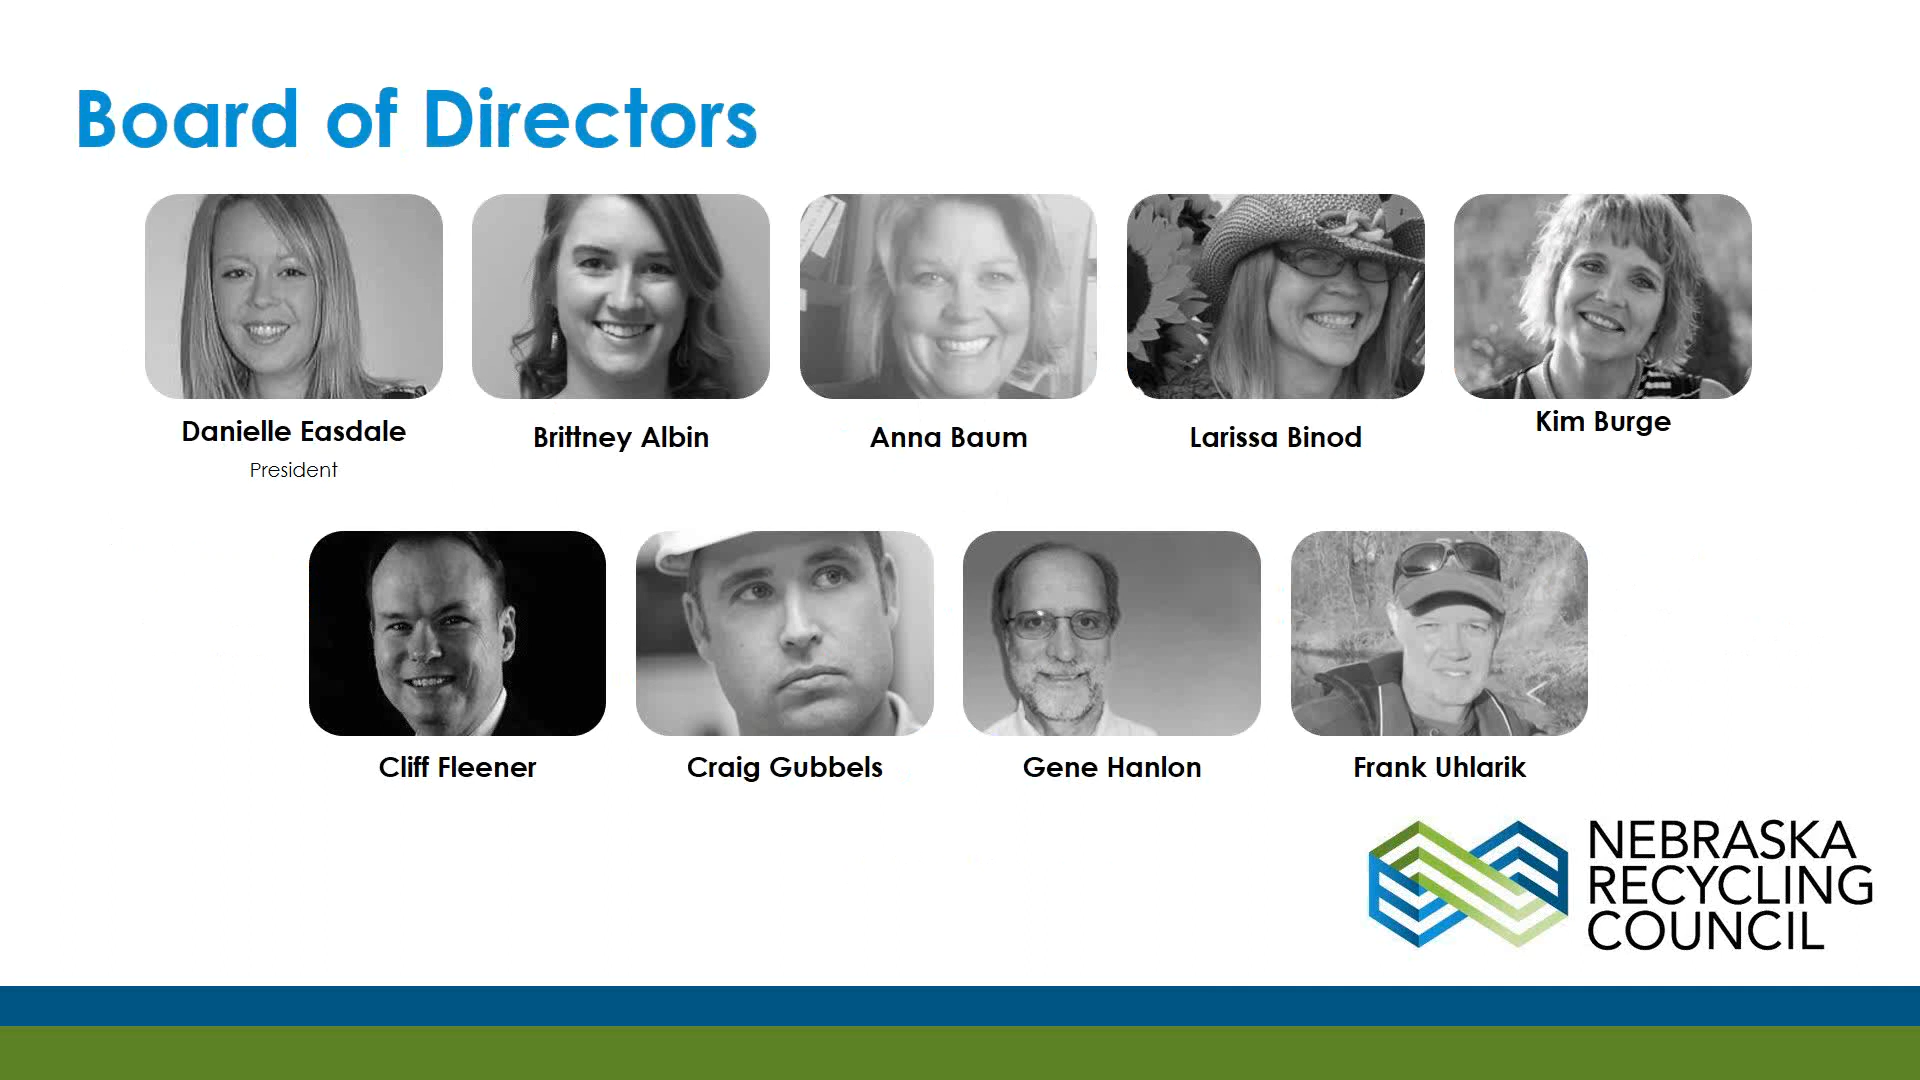 Board of Directors
Danielle Easdale
President
Brittney Albin
Anna Baum
Larissa Binod
Kim Burge
Cliff Fleener
Craig Gubbels
Gene Hanlon
Frank Uhlarik
NEBRASKA
RECYCLING
COUNCIL